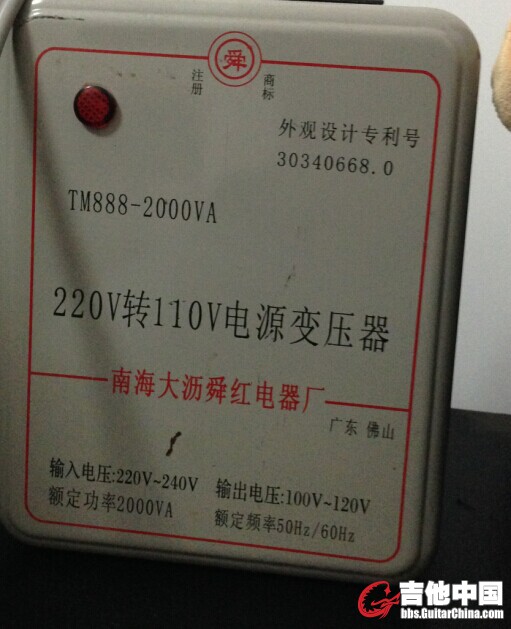 舜
注册 商标
外观设计专利号
30340668.0
TM888-2000VA
220V转110V电源变压器
南海大沥舜红电器厂
广东 佛山
输入电压:220V~240V 输出电压:100V~120V
额定功率2000VA 额定频率50Hz/60Hz
吉他中国
bbs.GuitarChina.com